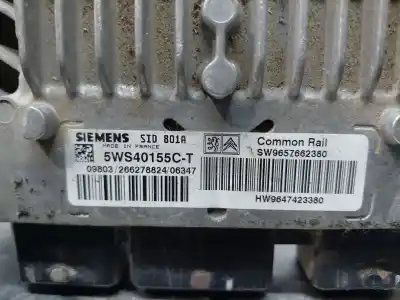 SIEMENS SID 801A
MADE IN FRANCE
5WS40155C-T
09803/266278824/06347
Common Rail
SW9657662380
HW9647423380